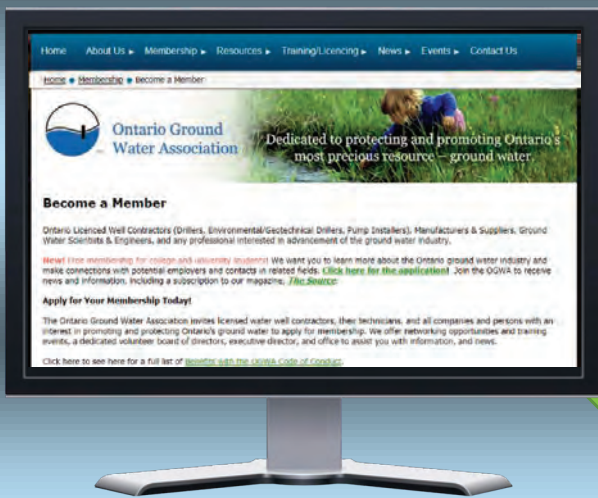 Home About Us ▸ Membership ▸ Resources ▸ Training/Licencing ▸ News ▸ Events ▸ Contact Us
Home • Membership • Become a Member
Ontario Ground
Water Association
Dedicated to protecting and promoting Ontario's
most precious resource – ground water.
Become a Member
Ontario Licenced Well Contractors (Drillers, Environmental/Geotechnical Drillers, Pump Installers), Manufacturers & Suppliers, Ground
Water Scientists & Engineers, and any professional interested in advancement of the ground water industry.
New! Free membership for college and university students! We want you to learn more about the Ontario ground water industry and
make connections with potential employers and contacts in related fields. Click here for the application! Join the OGWA to receive
news and information, including a subscription to our magazine, The Source.
Apply for Your Membership Today!
The Ontario Ground Water Association invites licensed water well contractors, their technicians, and all companies and persons with an
interest in promoting and protecting Ontario's ground water to apply for membership. We offer networking opportunities and training
events, a dedicated volunteer board of directors, executive director, and office to assist you with information, and news.
Click here to see here for a full list of Benefits with the OGWA Code of Conduct.